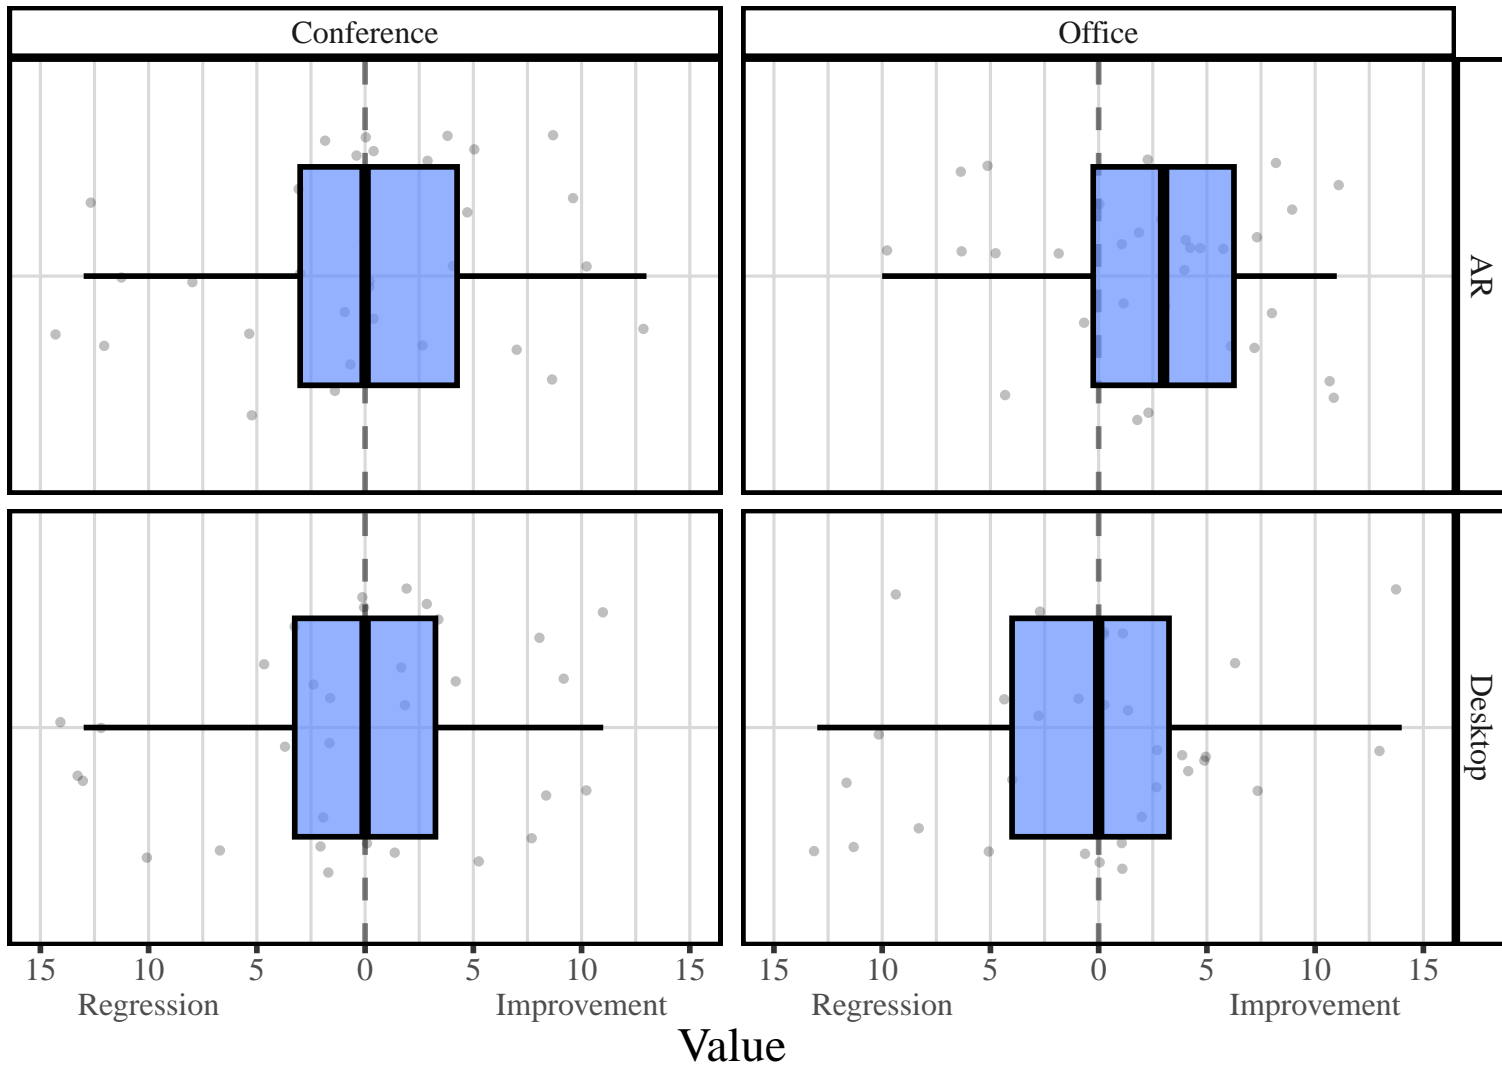 Conference
Office
AR
Desktop
15 10 5 0 5 10 15
15 10 5 0 5 10 15
Regression Improvement
Regression Improvement
Value